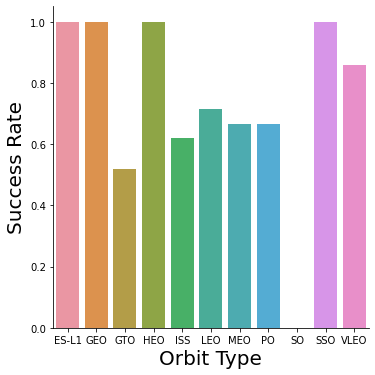 1.0
0.8
0.6
0.4
0.2
0.0
Success Rate
ES-L1 GEO GTO HEO ISS LEO MEO PO SO SSO VLEO
Orbit Type